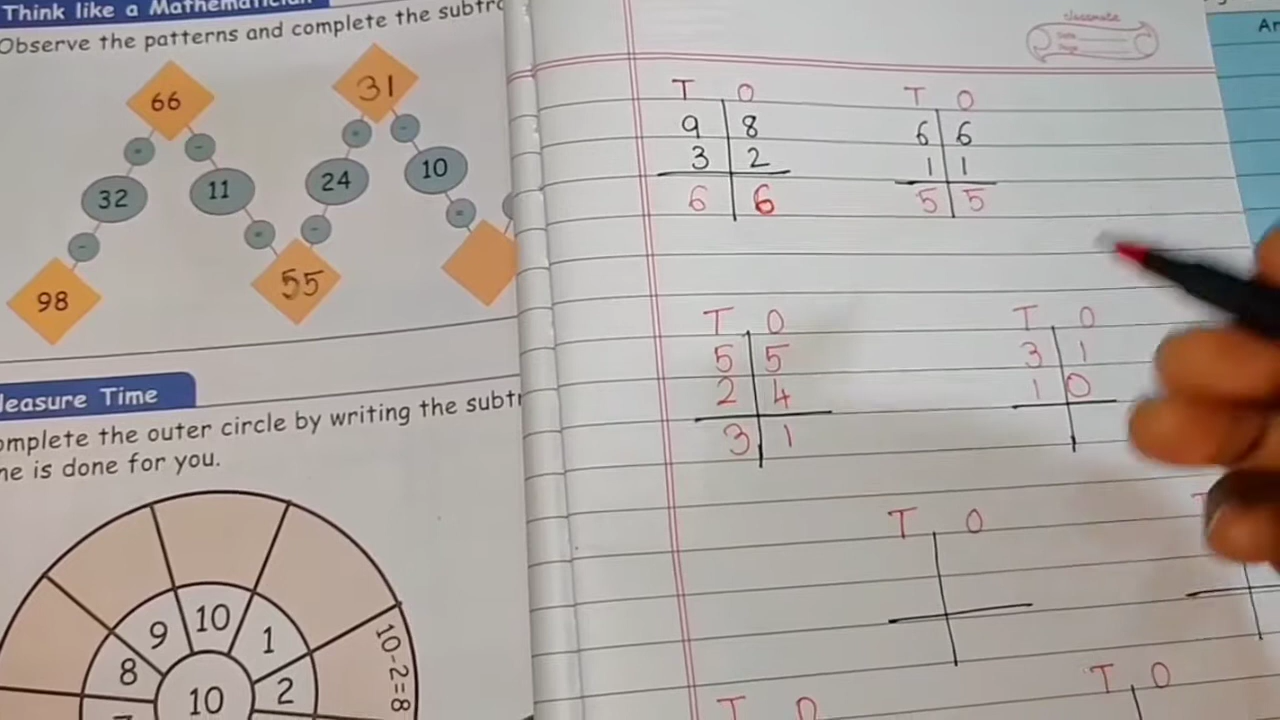 Think like a Mathematician
Observe the patterns and complete the subtr
66
31
- -
- -
32 11 24 10
- - - -
98
55
Measure Time
omplete the outer circle by writing the subt
ne is done for you.
9 10 1
8 2
10
10-2=8
classmate
T O
9 8
3 2
6 6
T O
6 6
1 1
5 5
T O
5 5
2 4
3 1
T O
3 1
1 0
T O
T O
T O